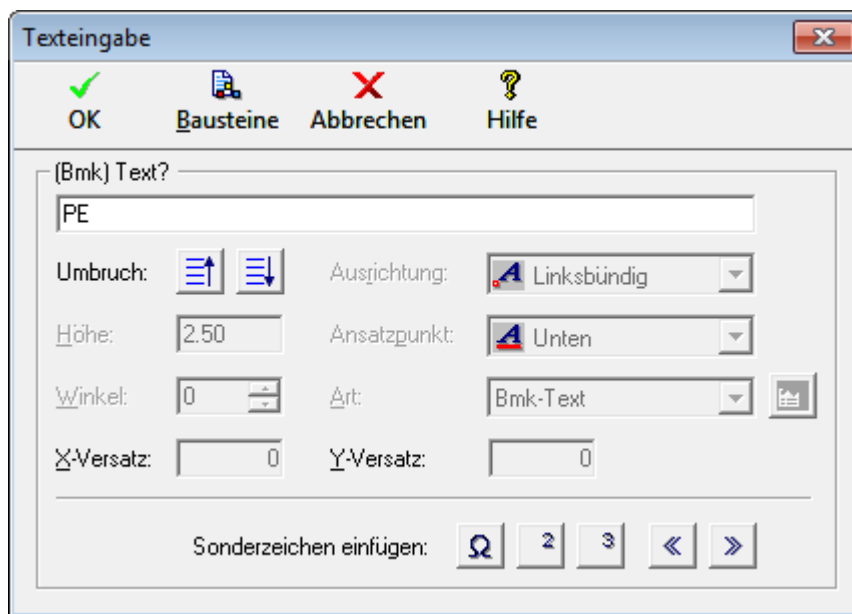 Texteingabe
OK Bausteine Abbrechen Hilfe
(Bmk) Text?
PE
Umbruch: Ausrichtung: Linksbündig
Höhe: 2.50 Ansatzpunkt: Unten
Winkel: 0 Art: Bmk-Text
X-Versatz: 0 Y-Versatz: 0
Sonderzeichen einfügen: Ω 2 3 « »